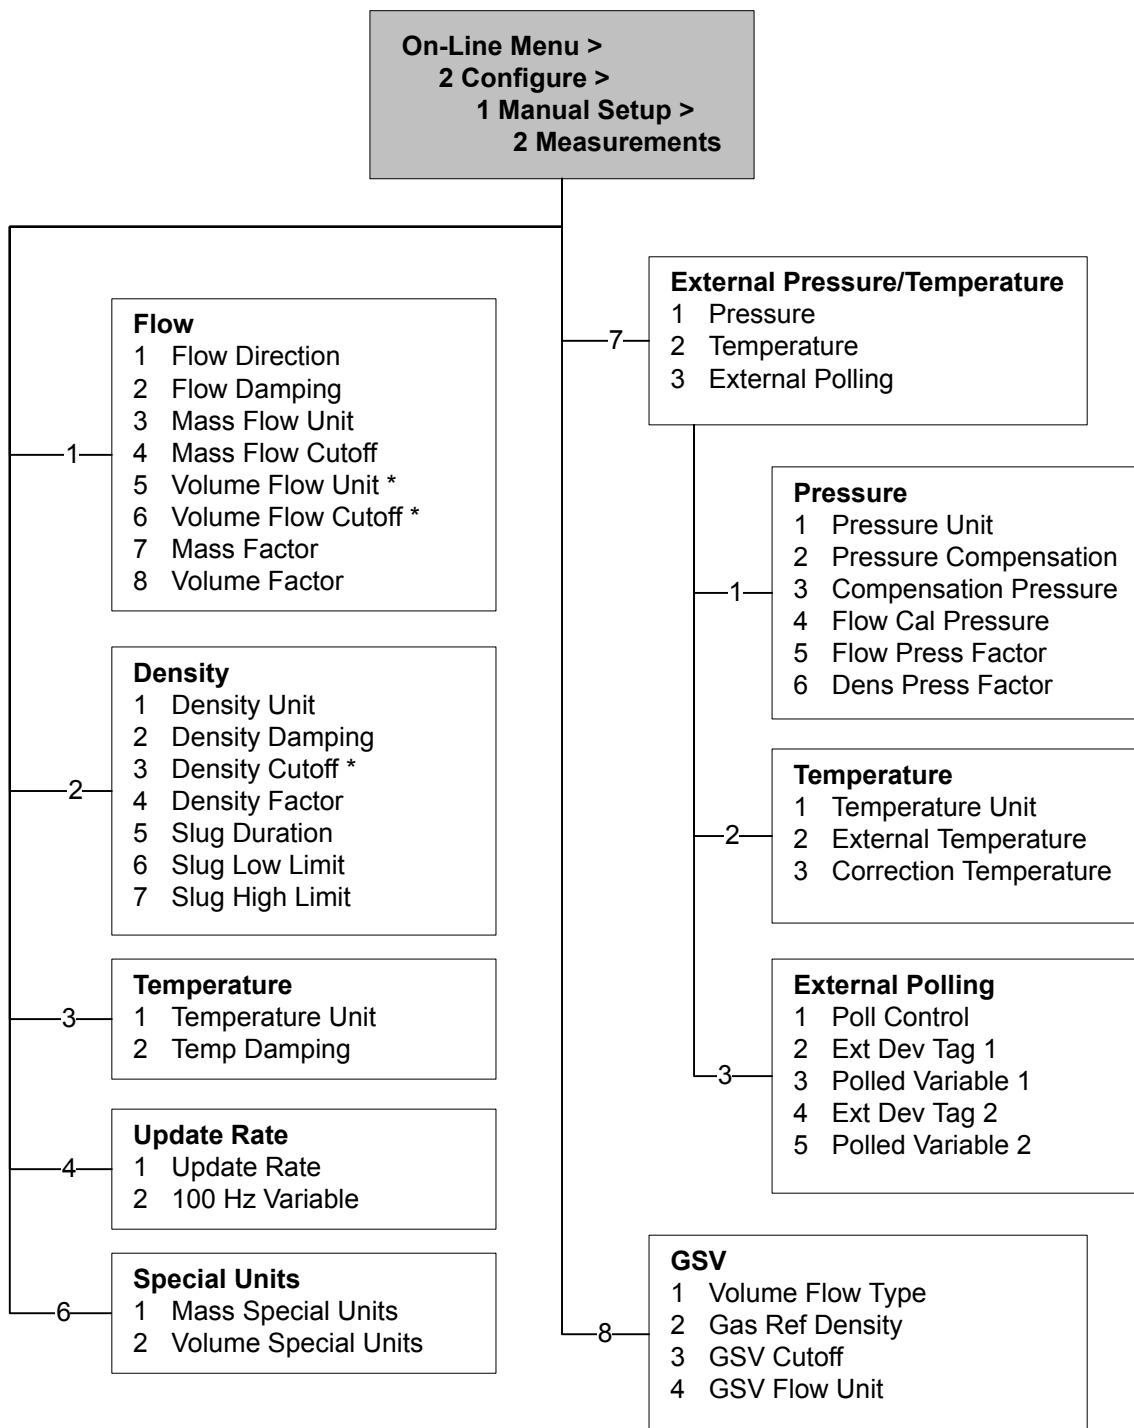 On-Line Menu >
2 Configure >
1 Manual Setup >
2 Measurements
1
Flow
1 Flow Direction
2 Flow Damping
3 Mass Flow Unit
4 Mass Flow Cutoff
5 Volume Flow Unit *
6 Volume Flow Cutoff *
7 Mass Factor
8 Volume Factor
2
Density
1 Density Unit
2 Density Damping
3 Density Cutoff *
4 Density Factor
5 Slug Duration
6 Slug Low Limit
7 Slug High Limit
3
Temperature
1 Temperature Unit
2 Temp Damping
4
Update Rate
1 Update Rate
2 100 Hz Variable
6
Special Units
1 Mass Special Units
2 Volume Special Units
7
External Pressure/Temperature
1 Pressure
2 Temperature
3 External Polling
1
Pressure
1 Pressure Unit
2 Pressure Compensation
3 Compensation Pressure
4 Flow Cal Pressure
5 Flow Press Factor
6 Dens Press Factor
2
Temperature
1 Temperature Unit
2 External Temperature
3 Correction Temperature
3
External Polling
1 Poll Control
2 Ext Dev Tag 1
3 Polled Variable 1
4 Ext Dev Tag 2
5 Polled Variable 2
8
GSV
1 Volume Flow Type
2 Gas Ref Density
3 GSV Cutoff
4 GSV Flow Unit